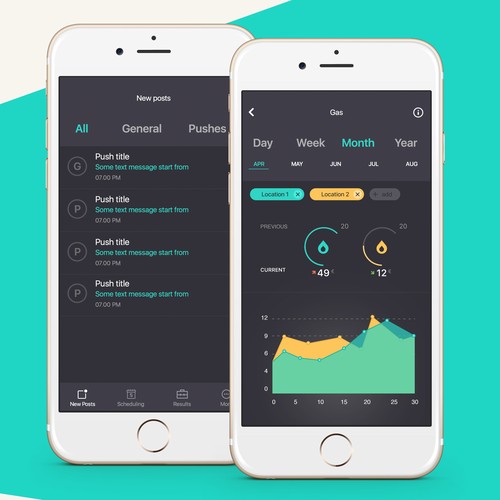 New posts
All General Pushes
G
Push title
Some text message start from
07.00 PM
P
Push title
Some text message start from
07.00 PM
P
Push title
Some text message start from
07.00 PM
P
Push title
Some text message start from
07.00 PM
New Posts Scheduling Results
Gas
Day Week Month Year
APR MAY JUN JUL AUG
Location 1 × Location 2 × + add
PREVIOUS 20 20
CURRENT 49 12
12
9
6
4
0
0 5 10 15 20 25 30